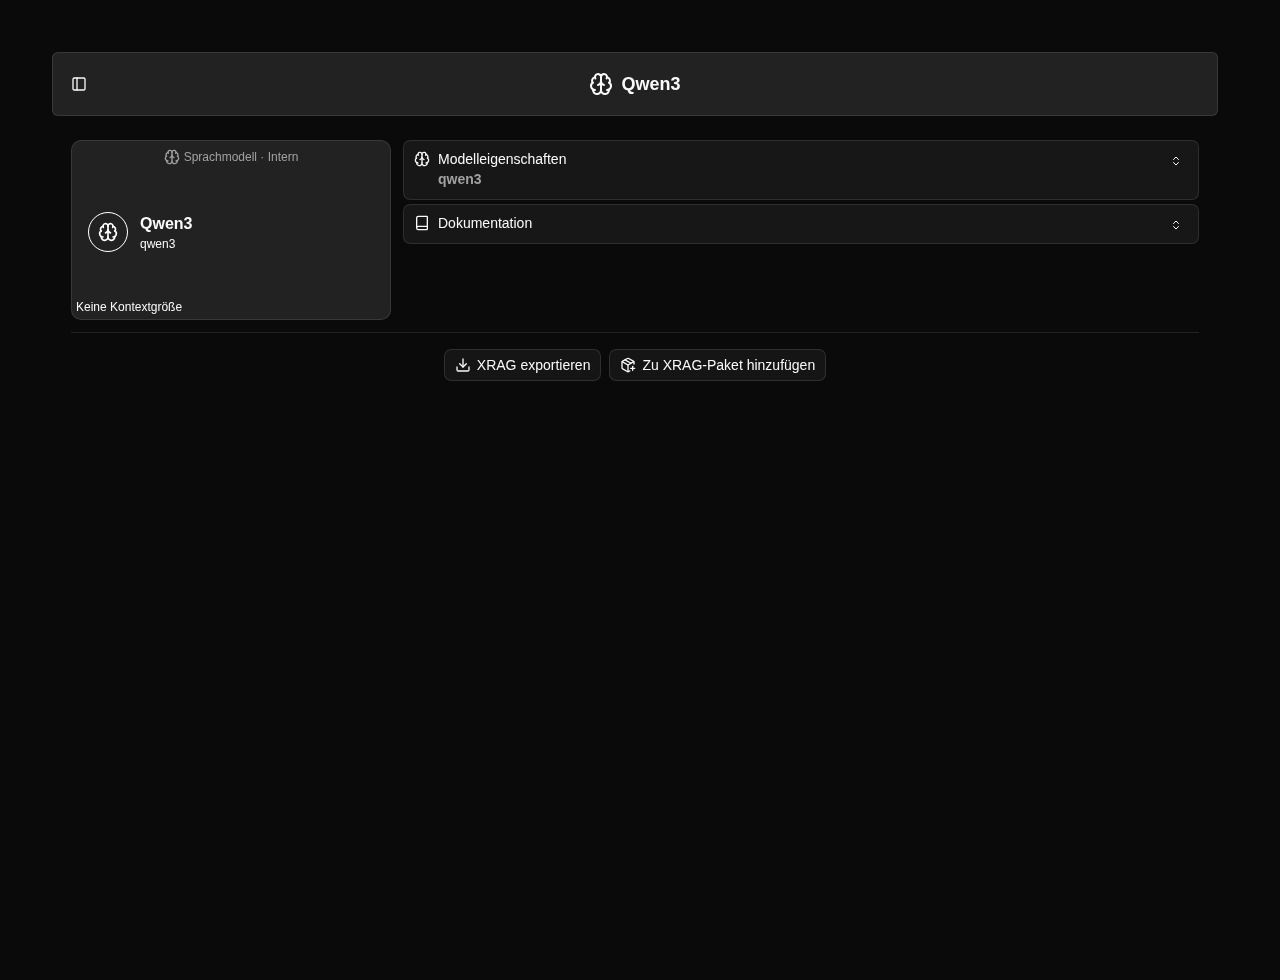 Qwen3
Sprachmodell · Intern
Qwen3
qwen3
Keine Kontextgröße
Modelleigenschaften
qwen3
Dokumentation
XRAG exportieren
Zu XRAG-Paket hinzufügen